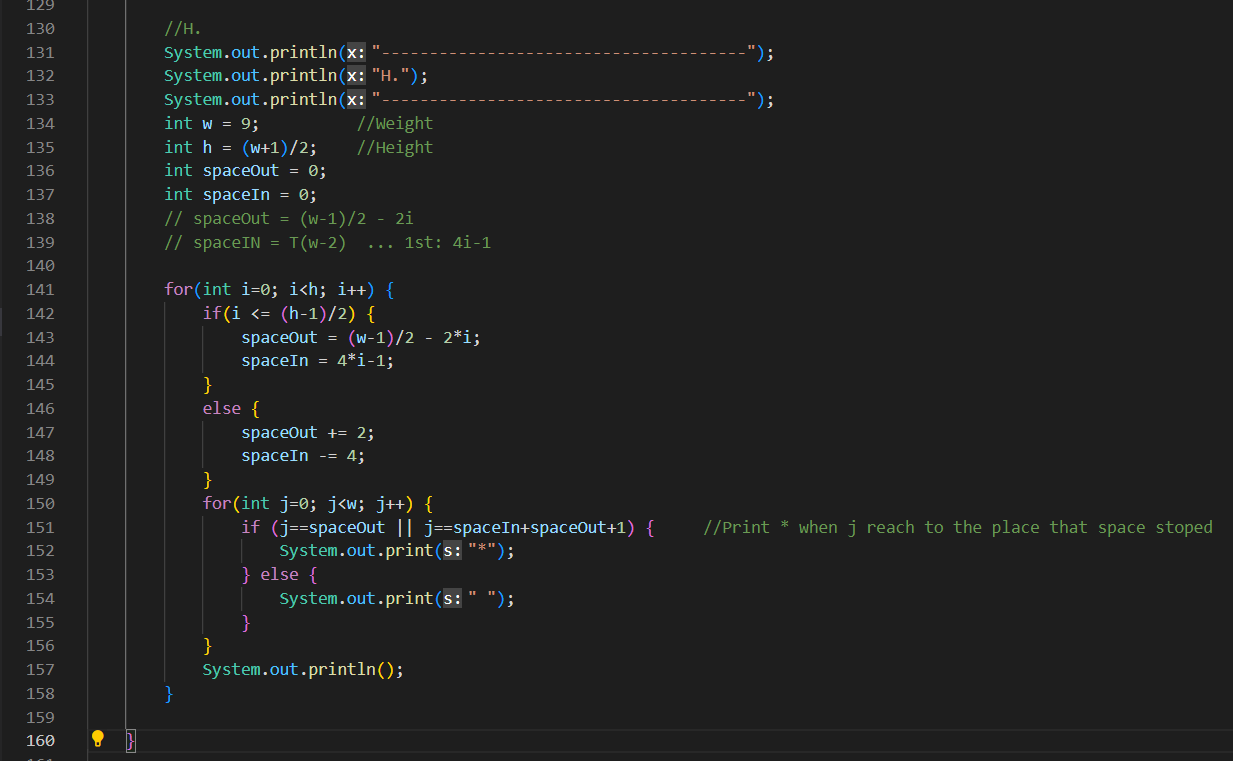 129
130 //H.
131 System.out.println(x: "--------------------------------------");
132 System.out.println(x: "H.");
133 System.out.println(x: "--------------------------------------");
134 int w = 9; //Weight
135 int h = (w+1)/2; //Height
136 int spaceOut = 0;
137 int spaceIn = 0;
138 // spaceOut = (w-1)/2 - 2i
139 // spaceIN = T(w-2) ... 1st: 4i-1
140
141 for(int i=0; i<h; i++) {
142 if(i <= (h-1)/2) {
143 spaceOut = (w-1)/2 - 2*i;
144 spaceIn = 4*i-1;
145 }
146 else {
147 spaceOut += 2;
148 spaceIn -= 4;
149 }
150 for(int j=0; j<w; j++) {
151 if (j==spaceOut || j==spaceIn+spaceOut+1) { //Print * when j reach to the place that space stoped
152 System.out.print(s: "*");
153 } else {
154 System.out.print(s: " ");
155 }
156 }
157 System.out.println();
158 }
159
160 }
161